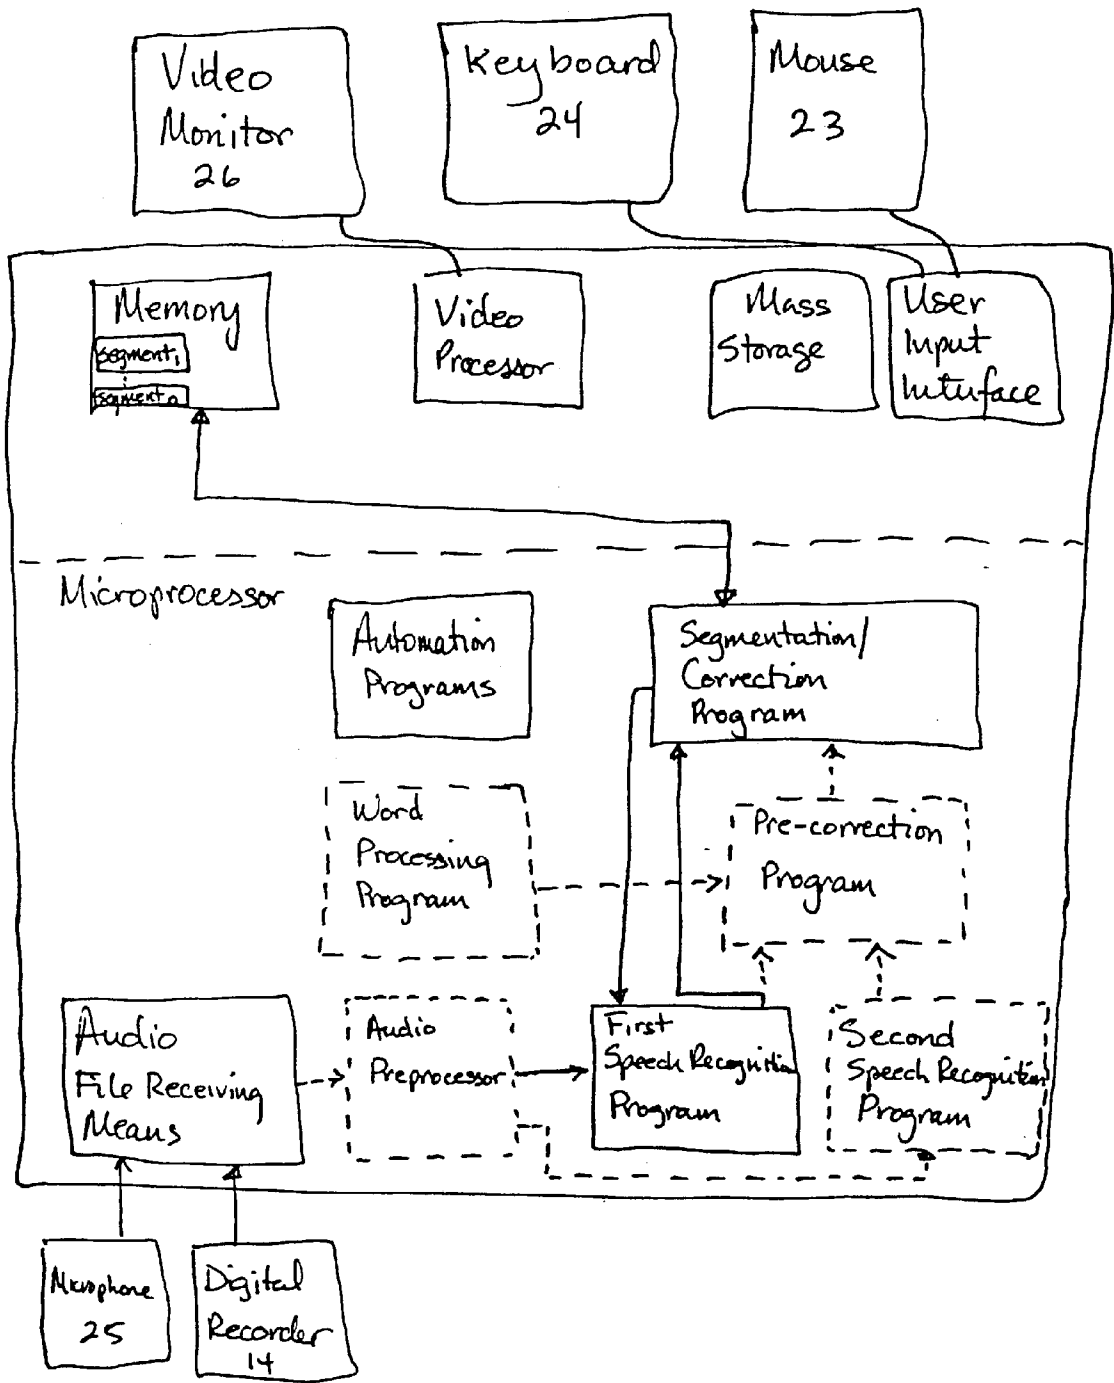 Video
Monitor
26
Keyboard
24
Mouse
23
Memory
segment1
segmentn
Video
Processor
Mass
Storage
User
Input
Interface
Microprocessor
Automation
Programs
Segmentation/
Correction
Program
Word
Processing
Program
Pre-correction
Program
Audio
File Receiving
Means
Audio
Preprocessor
First
Speech Recognition
Program
Second
Speech Recognition
Program
Microphone
25
Digital
Recorder
14